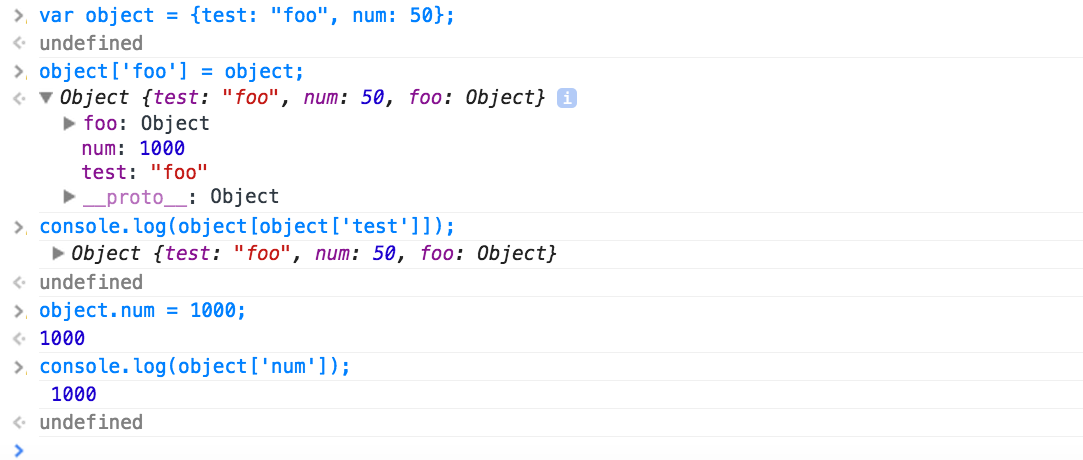 var object = {test: "foo", num: 50};
undefined
object['foo'] = object;
Object {test: "foo", num: 50, foo: Object} i
foo: Object
num: 1000
test: "foo"
__proto__: Object
console.log(object[object['test']]);
Object {test: "foo", num: 50, foo: Object}
undefined
object.num = 1000;
1000
console.log(object['num']);
1000
undefined